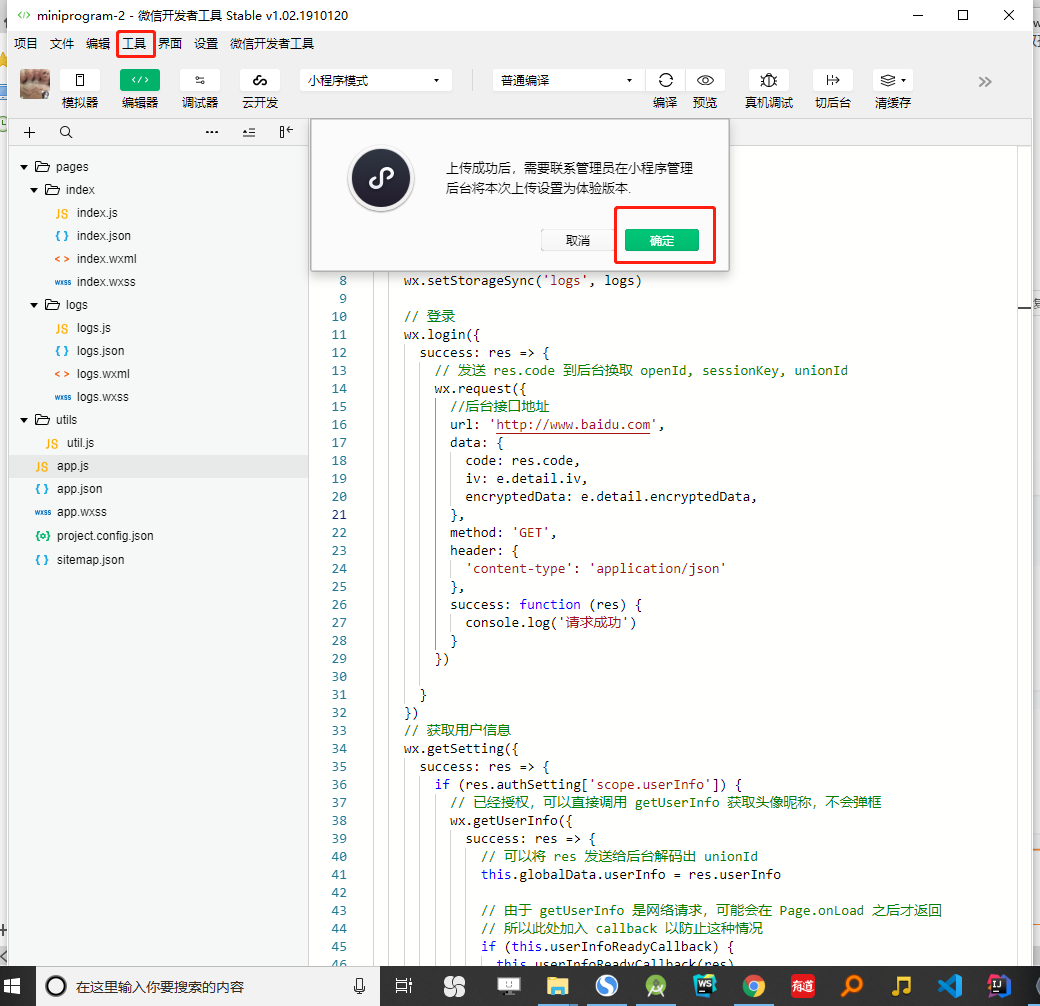 miniprogram-2 - 微信开发者工具 Stable v1.02.1910120
项目 文件 编辑 工具 界面 设置 微信开发者工具
小程序模式 普通编译
模拟器 编辑器 调试器 云开发 编译 预览 真机调试 切后台 清缓存
上传成功后，需要联系管理员在小程序管理
后台将本次上传设置为体验版本.
取消 确定
pages
index
JS index.js
{ } index.json
< > index.wxml
wxss index.wxss
logs
JS logs.js
{ } logs.json
< > logs.wxml
wxss logs.wxss
utils
JS util.js
JS app.js
{ } app.json
wxss app.wxss
{o} project.config.json
{ } sitemap.json
8 wx.setStorageSync('logs', logs)
9
10 // 登录
11 wx.login({
12 success: res => {
13 // 发送 res.code 到后台换取 openId, sessionKey, unionId
14 wx.request({
15 //后台接口地址
16 url: 'http://www.baidu.com',
17 data: {
18 code: res.code,
19 iv: e.detail.iv,
20 encryptedData: e.detail.encryptedData,
21 },
22 method: 'GET',
23 header: {
24 'content-type': 'application/json'
25 },
26 success: function (res) {
27 console.log('请求成功')
28 }
29 })
30
31 }
32 })
33 // 获取用户信息
34 wx.getSetting({
35 success: res => {
36 if (res.authSetting['scope.userInfo']) {
37 // 已经授权，可以直接调用 getUserInfo 获取头像昵称，不会弹框
38 wx.getUserInfo({
39 success: res => {
40 // 可以将 res 发送给后台解码出 unionId
41 this.globalData.userInfo = res.userInfo
42
43 // 由于 getUserInfo 是网络请求，可能会在 Page.onLoad 之后才返回
44 // 所以此处加入 callback 以防止这种情况
45 if (this.userInfoReadyCallback) {
46 this.userInfoReadyCallback(res)
在这里输入你要搜索的内容
WS
有道
IJ